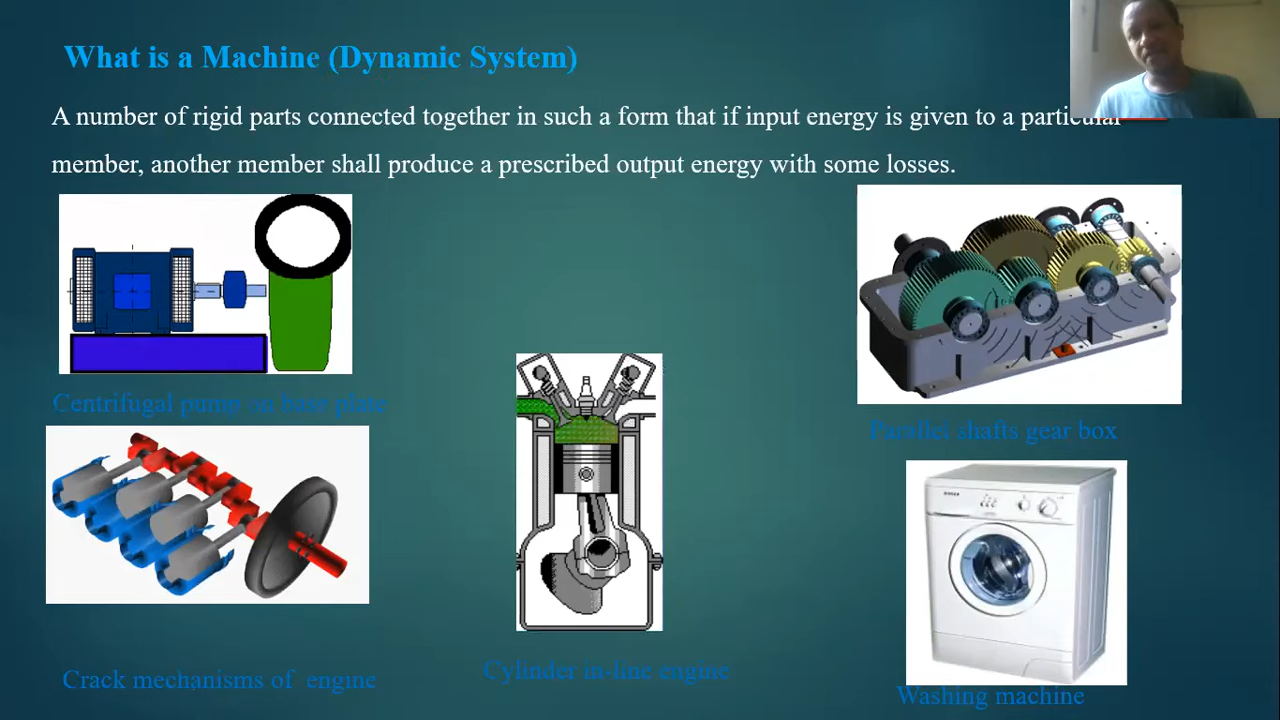 What is a Machine (Dynamic System)
A number of rigid parts connected together in such a form that if input energy is given to a particular
member, another member shall produce a prescribed output energy with some losses.
Centrifugal pump on base plate
Parallel shafts gear box
Crack mechanisms of engine
Cylinder in-line engine
Washing machine